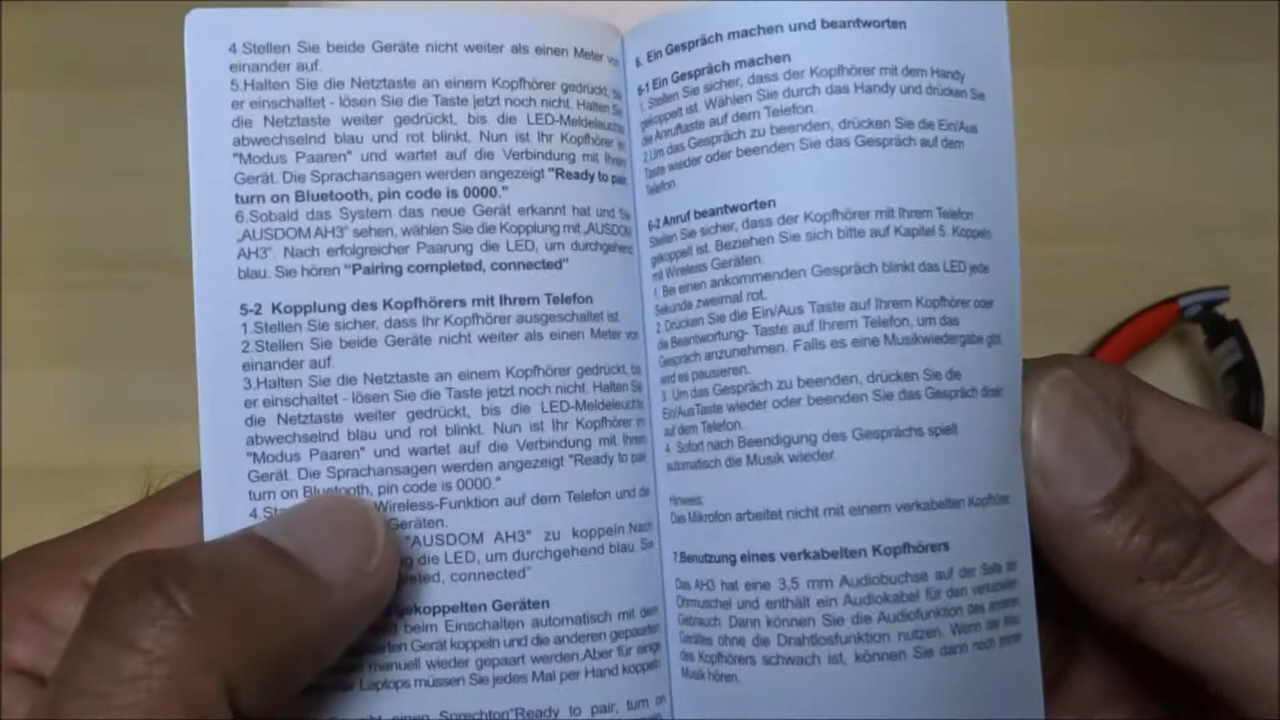 4.Stellen Sie beide Geräte nicht weiter als einen Meter
einander auf.
5.Halten Sie die Netztaste an einem Kopfhörer gedrückt,
er einschaltet - lösen Sie die Taste jetzt noch nicht. Halten
die Netztaste weiter gedrückt, bis die LED-Meldeleuchte
abwechselnd blau und rot blinkt. Nun ist Ihr Kopfhörer
"Modus Paaren" und wartet auf die Verbindung mit Ihrem
Gerät. Die Sprachansagen werden angezeigt "Ready to
turn on Bluetooth, pin code is 0000."
6.Sobald das System das neue Gerät erkannt hat und
„AUSDOM AH3" sehen, wählen Sie die Kopplung mit „AUSDOM
AH3". Nach erfolgreicher Paarung die LED, um durchgehend
blau. Sie hören "Pairing completed, connected"
5-2 Kopplung des Kopfhörers mit Ihrem Telefon
1.Stellen Sie sicher, dass Ihr Kopfhörer ausgeschaltet ist.
2.Stellen Sie beide Geräte nicht weiter als einen Meter von
einander auf.
3.Halten Sie die Netztaste an einem Kopfhörer gedrückt,
er einschaltet - lösen Sie die Taste jetzt noch nicht. Halten Sie
die Netztaste weiter gedrückt, bis die LED-Meldeleuchte
abwechselnd blau und rot blinkt. Nun ist Ihr Kopfhörer
"Modus Paaren" und wartet auf die Verbindung mit Ihrem
Gerät. Die Sprachansagen werden angezeigt "Ready to pair
turn on Bluetooth, pin code is 0000."
Wireless-Funktion auf dem Telefon und die
Geräten.
"AUSDOM AH3" zu koppeln.Nach
die LED, um durchgehend blau. Sie
connected"
gekoppelten Geräten
beim Einschalten automatisch mit dem
Gerät koppeln und die anderen gepaarten
manuell wieder gepaart werden.Aber für
Laptops müssen Sie jedes Mal per Hand koppeln
einen Sprechton"Ready to pair, turn on
6. Ein Gespräch machen und beantworten
6-1 Ein Gespräch machen
1. Stellen Sie sicher, dass der Kopfhörer mit dem Handy
gekoppelt ist. Wählen Sie durch das Handy und drücken Sie
die Anruftaste auf dem Telefon.
2.Um das Gespräch zu beenden, drücken Sie die Ein/Aus
Taste wieder oder beenden Sie das Gespräch auf dem
Telefon.
6-2 Anruf beantworten
Stellen Sie sicher, dass der Kopfhörer mit Ihrem Telefon
gekoppelt ist. Beziehen Sie sich bitte auf Kapitel 5. Koppeln
mit Wireless Geräten.
1. Bei einen ankommenden Gespräch blinkt das LED jede
Sekunde zweimal rot.
2. Drücken Sie die Ein/Aus Taste auf Ihrem Kopfhörer oder
die Beantwortung- Taste auf Ihrem Telefon, um das
Gespräch anzunehmen. Falls es eine Musikwiedergabe gibt,
wird es pausieren.
3. Um das Gespräch zu beenden, drücken Sie die
Ein/AusTaste wieder oder beenden Sie das Gespräch direkt
auf dem Telefon.
4. Sofort nach Beendigung des Gesprächs spielt
automatisch die Musik wieder.
Hinweis:
Das Mikrofon arbeitet nicht mit einem verkabelten Kopfhörer.
7.Benutzung eines verkabelten Kopfhörers
Das AH3 hat eine 3,5 mm Audiobuchse auf der Seite der
Ohrmuschel und enthält ein Audiokabel für den verkabelten
Gebrauch. Dann können Sie die Audiofunktion des anderen
Gerätes ohne die Drahtlosfunktion nutzen. Wenn der Akku
des Kopfhörers schwach ist, können Sie dann noch immer
Musik hören.